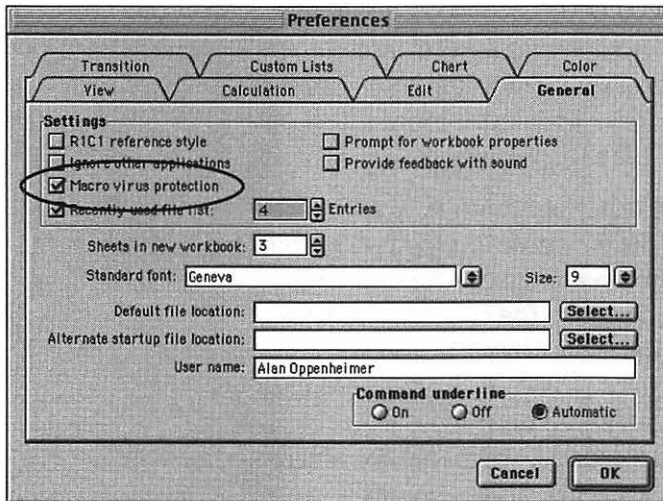 Preferences
Transition Custom Lists Chart Color
View Calculation Edit General
Settings
R1C1 reference style Prompt for workbook properties
Ignore other applications Provide feedback with sound
Macro virus protection
Recently used file list: 4 Entries
Sheets in new workbook: 3
Standard font: Geneva Size: 9
Default file location: Select...
Alternate startup file location: Select...
User name: Alan Oppenheimer
Command underline
On Off Automatic
Cancel OK